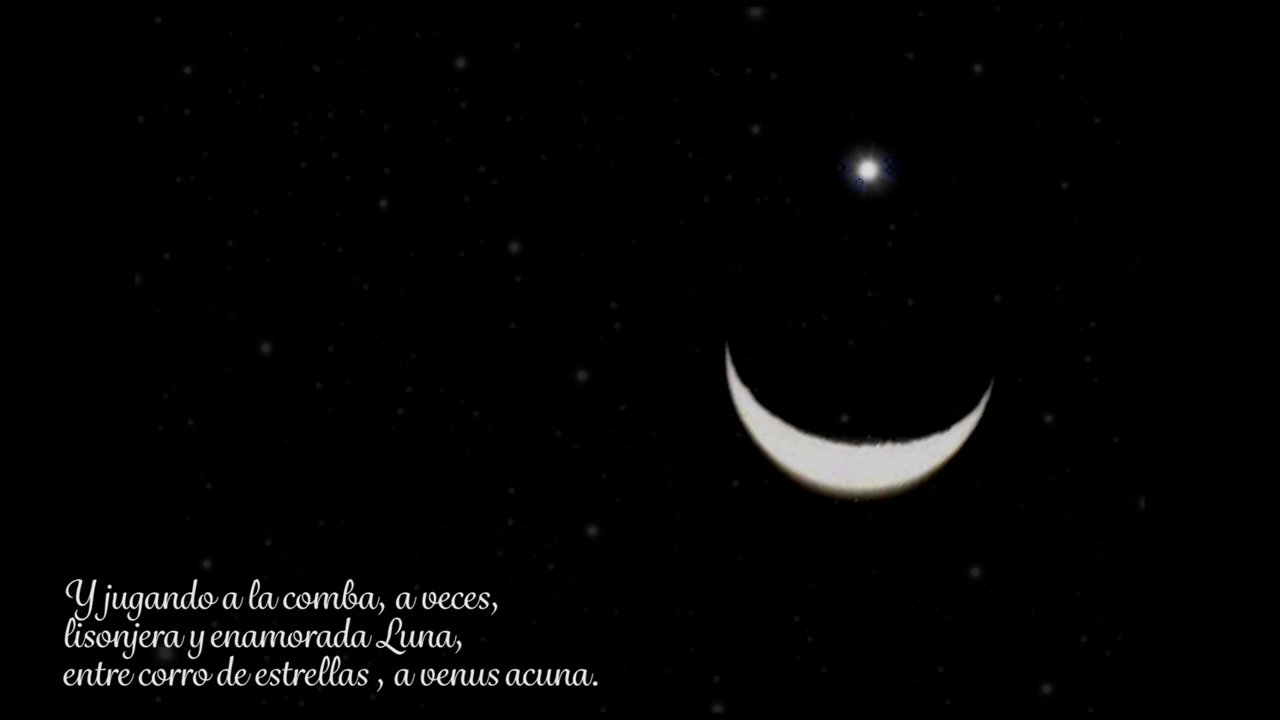 Y jugando a la comba, a veces,
lisonjera y enamorada Luna,
entre corro de estrellas , a venus acuna.